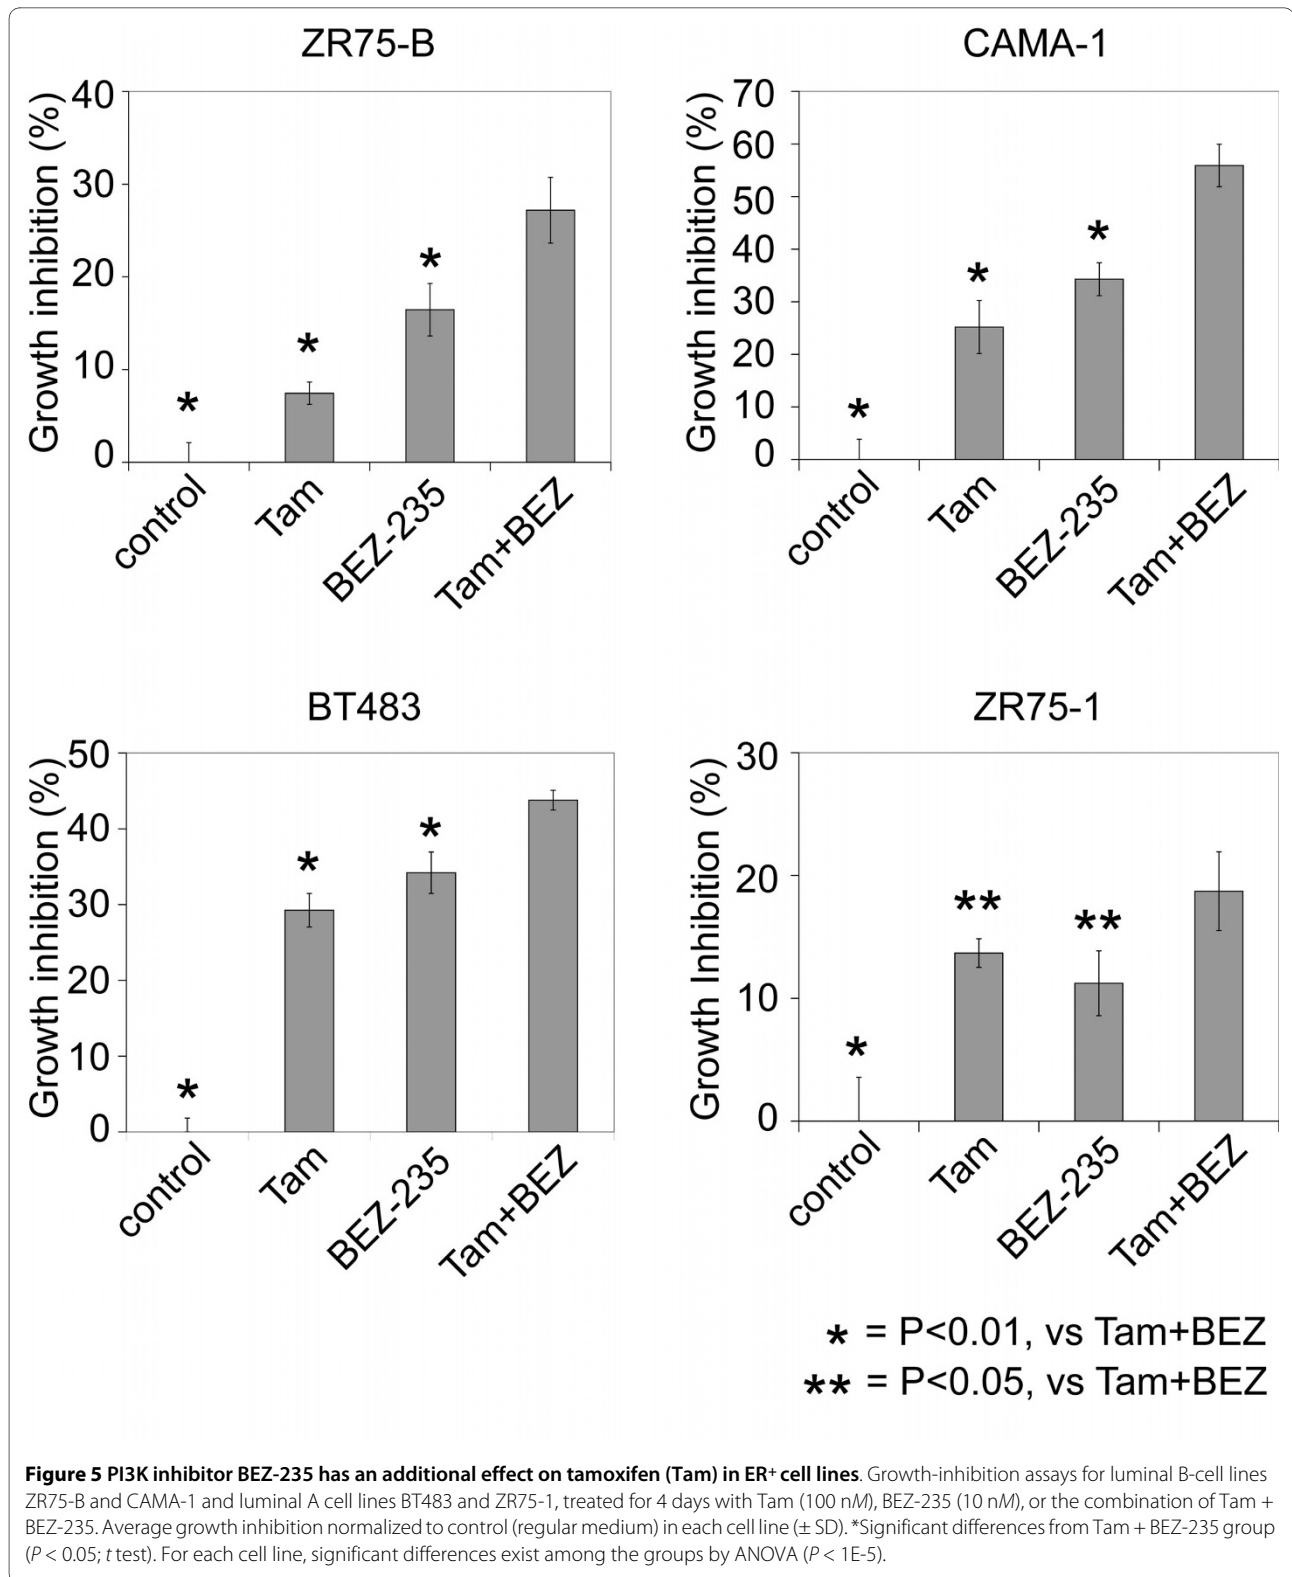 ZR75-B
CAMA-1
Growth inhibition (%)
40
30
20
10
0
*
*
*
control
Tam
BEZ-235
Tam+BEZ
Growth inhibition (%)
70
60
50
40
30
20
10
0
*
*
*
control
Tam
BEZ-235
Tam+BEZ
BT483
ZR75-1
Growth inhibition (%)
50
40
30
20
10
0
*
*
*
control
Tam
BEZ-235
Tam+BEZ
Growth Inhibition (%)
30
20
10
0
*
**
**
control
Tam
BEZ-235
Tam+BEZ
* = P<0.01, vs Tam+BEZ
** = P<0.05, vs Tam+BEZ
Figure 5 PI3K inhibitor BEZ-235 has an additional effect on tamoxifen (Tam) in ER⁺ cell lines. Growth-inhibition assays for luminal B-cell lines
ZR75-B and CAMA-1 and luminal A cell lines BT483 and ZR75-1, treated for 4 days with Tam (100 nM), BEZ-235 (10 nM), or the combination of Tam +
BEZ-235. Average growth inhibition normalized to control (regular medium) in each cell line (± SD). *Significant differences from Tam + BEZ-235 group
(P < 0.05; t test). For each cell line, significant differences exist among the groups by ANOVA (P < 1E-5).